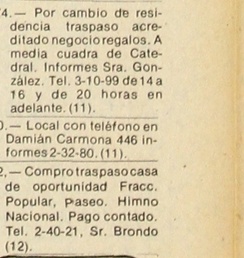 4.— Por cambio de resi-
dencia traspaso acre-
ditado negocio regalos. A
media cuadra de Cate-
dral. Informes Sra. Gon-
zález. Tel. 3-10-99 de 14 a
16 y de 20 horas en
adelante. (11).
0.— Local con teléfono en
Damián Carmona 446 in-
formes 2-32-80. (11).
2,— Compro traspaso casa
de oportunidad Fracc.
Popular, Paseo. Himno
Nacional. Pago contado.
Tel. 2-40-21, Sr. Brondo
(12).